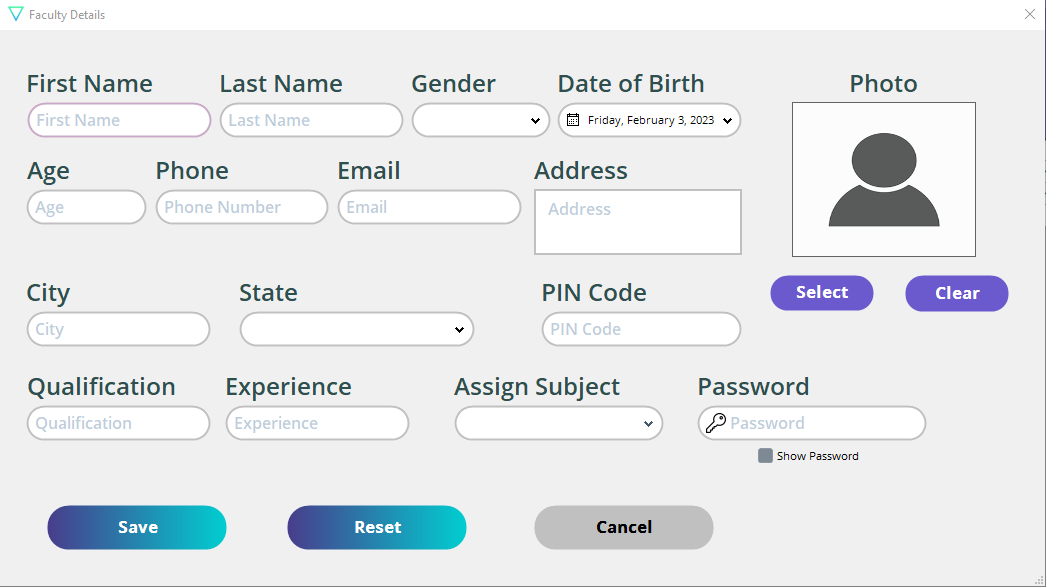 Faculty Details
First Name Last Name Gender Date of Birth Photo
First Name Last Name Friday, February 3, 2023
Age Phone Email Address
Age Phone Number Email Address
City State PIN Code Select Clear
City PIN Code
Qualification Experience Assign Subject Password
Qualification Experience Password
Show Password
Save Reset Cancel